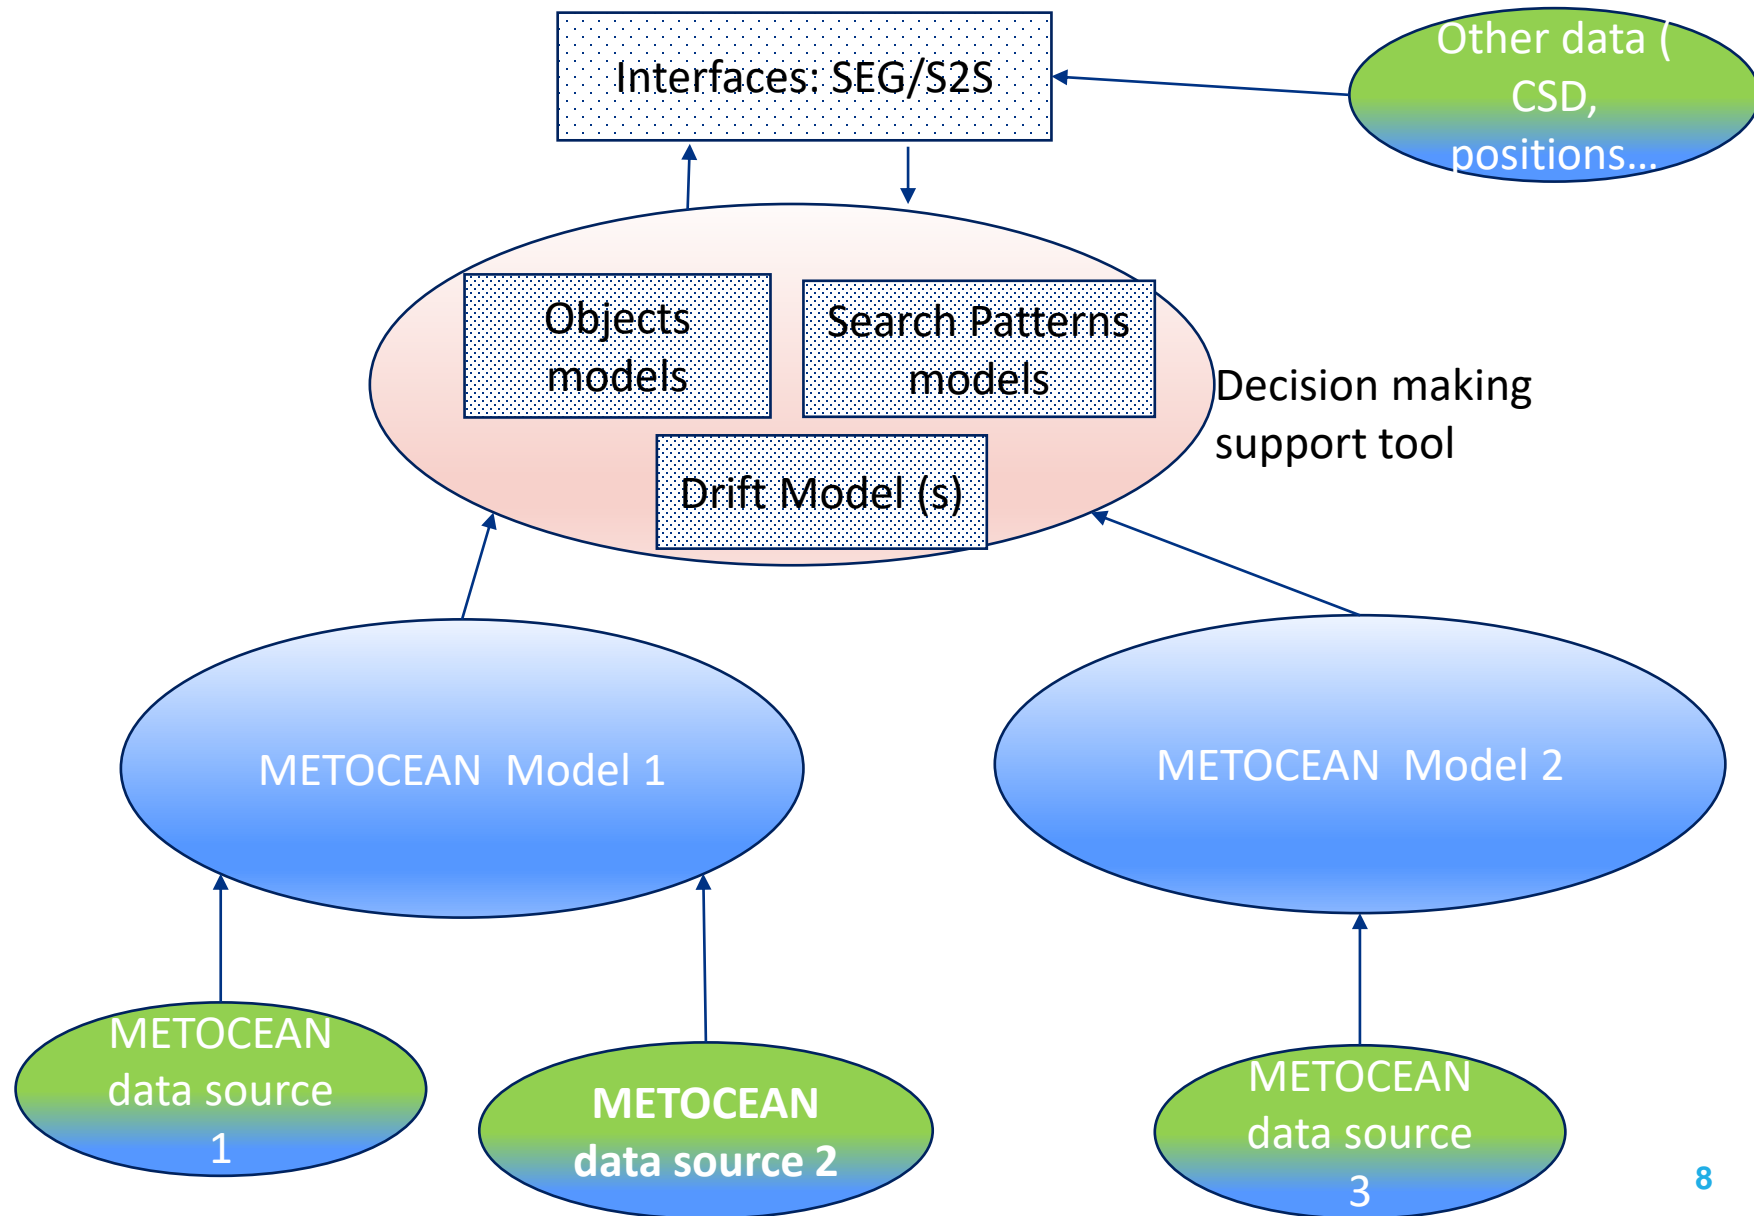 Interfaces: SEG/S2S
Other data (
CSD,
positions...
Objects
models
Search Patterns
models
Drift Model (s)
Decision making
support tool
METOCEAN  Model 1
METOCEAN  Model 2
METOCEAN
data source
1
METOCEAN
data source 2
METOCEAN
data source
3
8